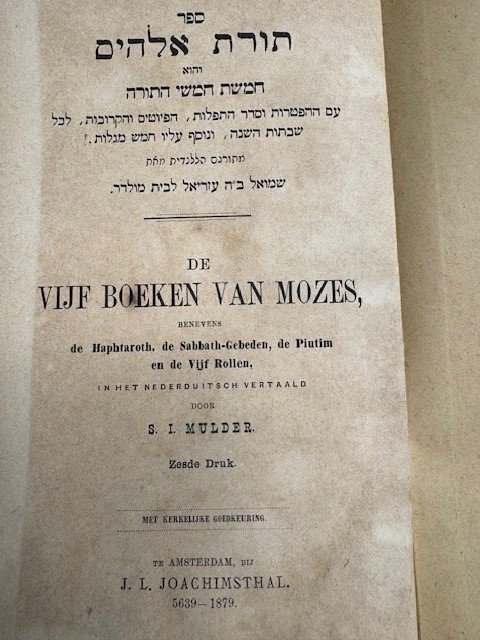 ספר
תורת אלהים
והוא
חמשת חמשי התורה
עם ההפטרות וסדר התפלות, הפיוטים והקרובות, לכל
שבתות השנה, ונוסף עליו חמש מגלות.
מתורגם הללנדית מאת
שמואל ב״ה עזריאל לבית מולדר.
DE
VIJF BOEKEN VAN MOZES,
BENEVENS
de Haphtaroth, de Sabbath-Gebeden, de Piutim
en de Vijf Rollen,
IN HET NEDERDUITSCH VERTAALD
DOOR
S. I. MULDER.
Zesde Druk.
MET KERKELIJKE GOEDKEURING.
TE AMSTERDAM, BIJ
J. L. JOACHIMSTHAL.
5639—1879.